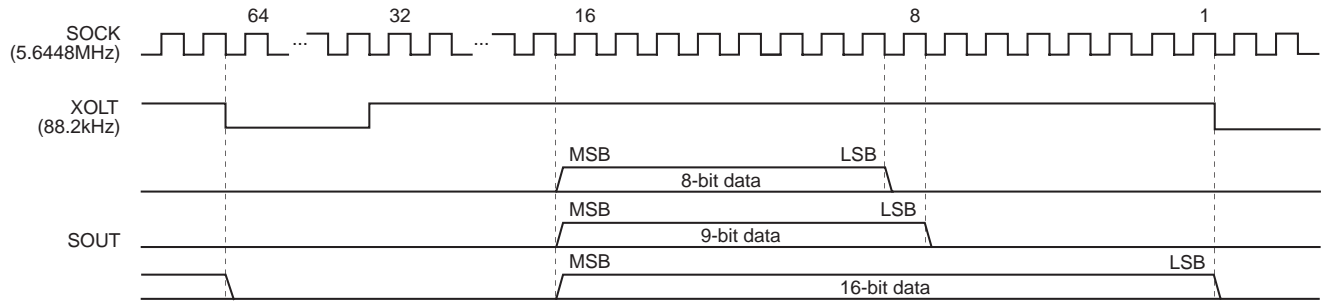 64 32 16 8 1
SOCK
(5.6448MHz)
... ...
XOLT
(88.2kHz)
MSB LSB
8-bit data
MSB LSB
9-bit data
SOUT
MSB LSB
16-bit data